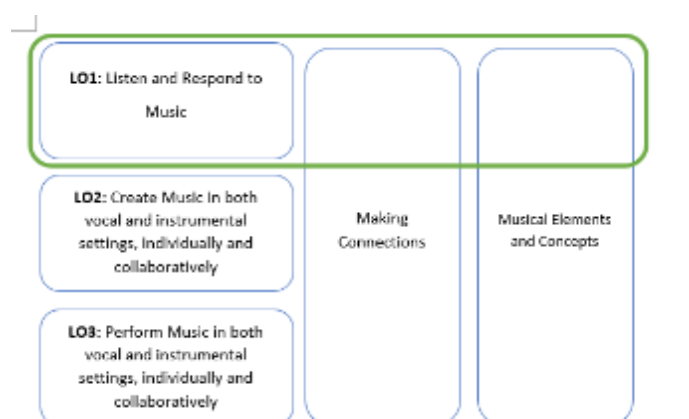 LO1: Listen and Respond to
Music
LO2: Create Music in both
vocal and instrumental
settings, individually and
collaboratively
LO3: Perform Music in both
vocal and instrumental
settings, individually and
collaboratively
Making
Connections
Musical Elements
and Concepts